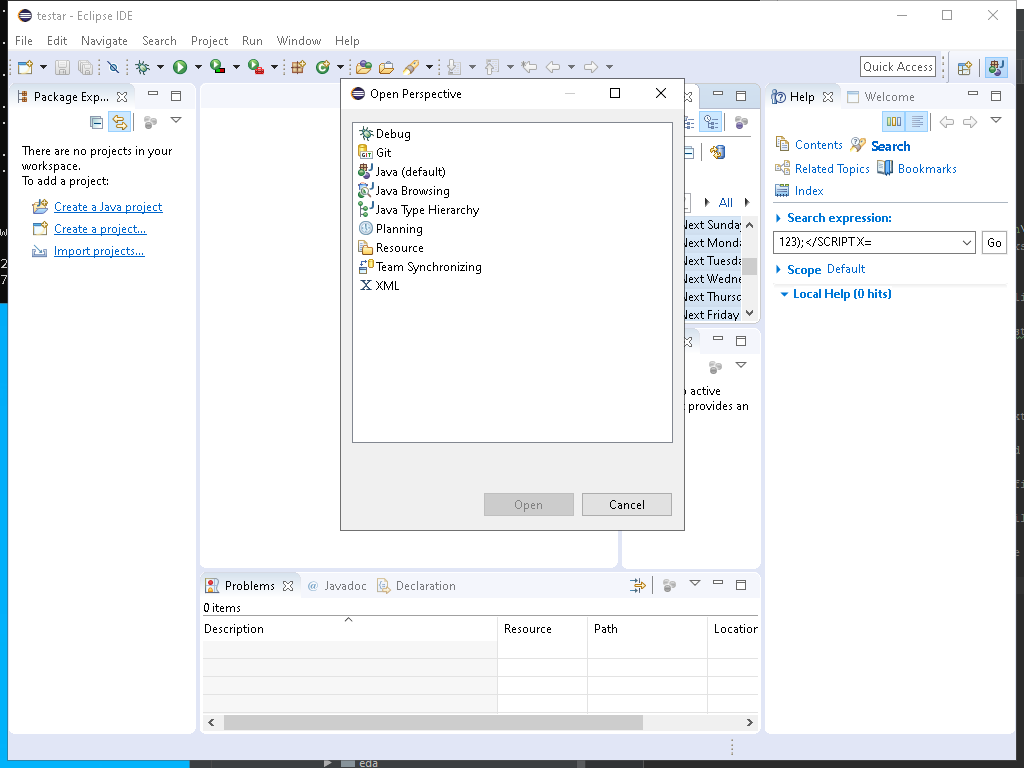 testar - Eclipse IDE
File Edit Navigate Search Project Run Window Help
Quick Access
Package Exp...
There are no projects in your
workspace.
To add a project:
Create a Java project
Create a project...
Import projects...
Open Perspective
Debug
GIT
Git
Java (default)
Java Browsing
Java Type Hierarchy
Planning
Resource
Team Synchronizing
XML
Open Cancel
All
Next Sunday
Next Monda
Next Tuesda
Next Wedne
Next Thursd
Next Friday
active
provides an
Help Welcome
Contents Search
Related Topics Bookmarks
Index
Search expression:
123);</SCRIPT X=
Go
Scope Default
Local Help (0 hits)
Problems @ Javadoc Declaration
0 items
Description Resource Path Location
eda